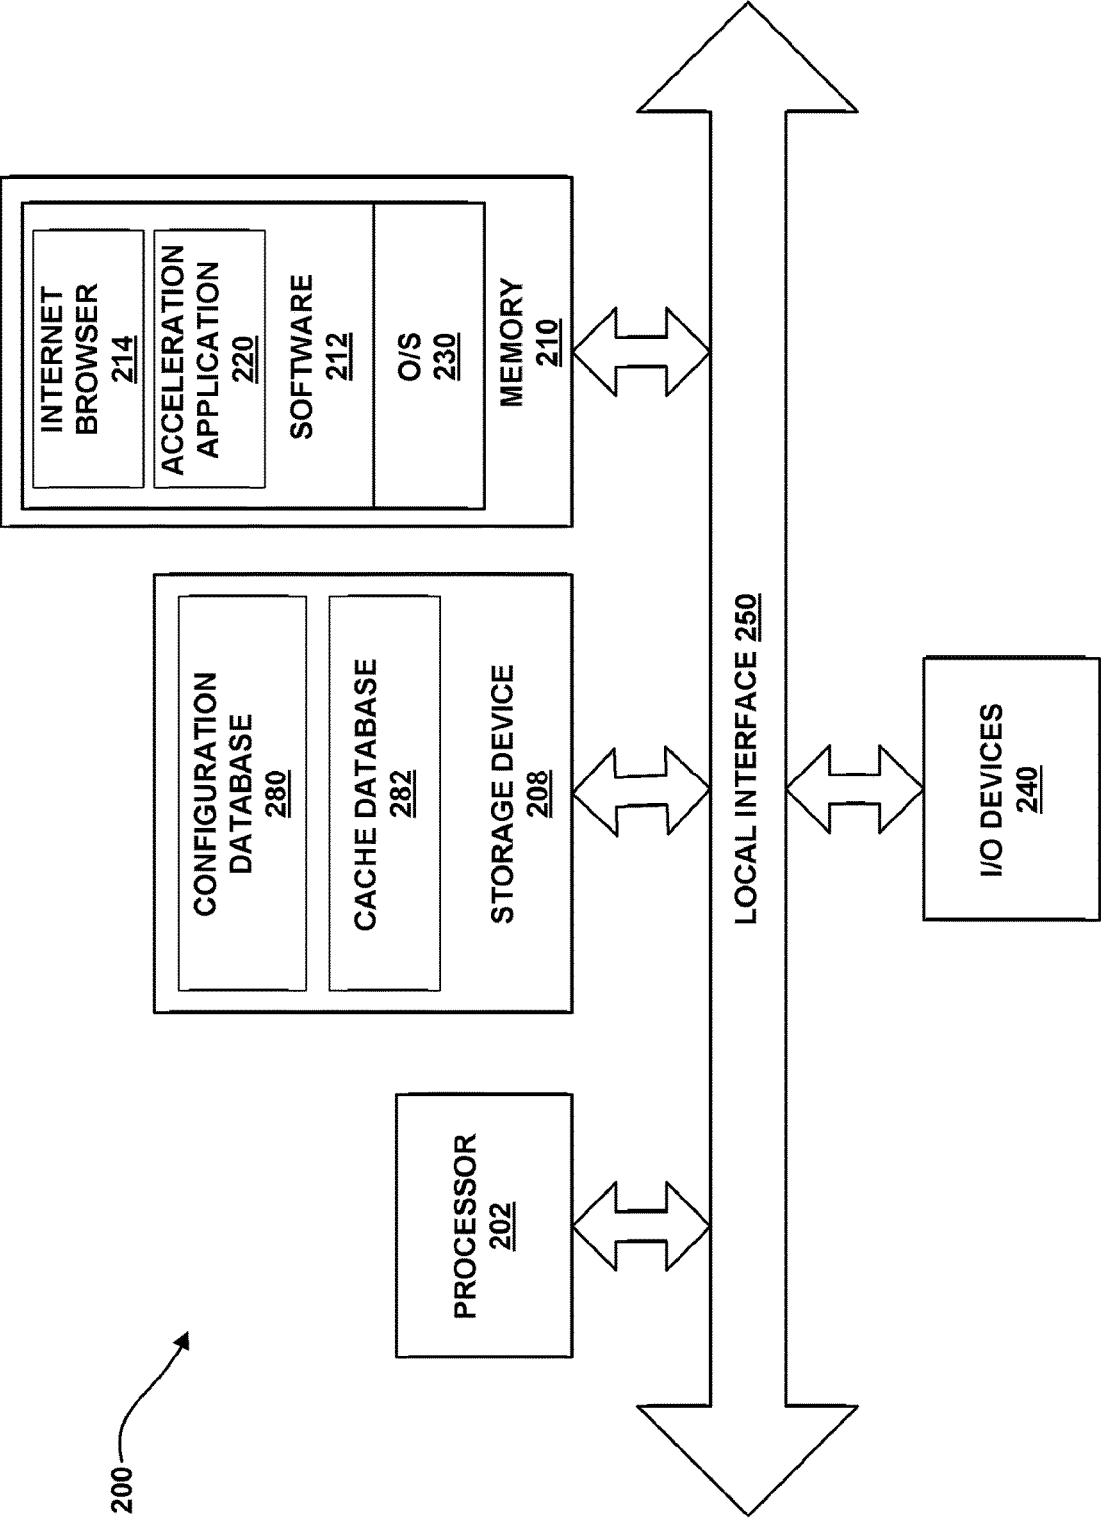 200
PROCESSOR
202
CONFIGURATION
DATABASE
280
CACHE DATABASE
282
STORAGE DEVICE
208
INTERNET
BROWSER
214
ACCELERATION
APPLICATION
220
SOFTWARE
212
O/S
230
MEMORY
210
LOCAL INTERFACE 250
I/O DEVICES
240